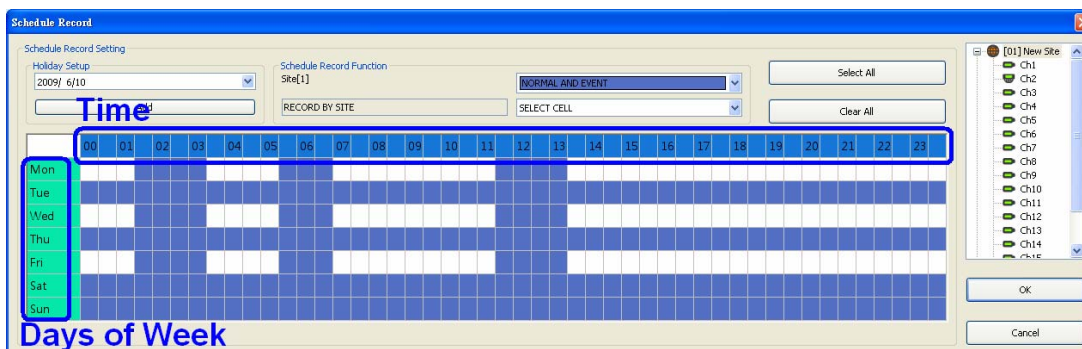 Schedule Record
Schedule Record Setting
Holiday Setup
2009/ 6/10
Schedule Record Function
Site[1]
NORMAL AND EVENT
RECORD BY SITE
SELECT CELL
Select All
Clear All
Time
00 01 02 03 04 05 06 07 08 09 10 11 12 13 14 15 16 17 18 19 20 21 22 23
Mon
Tue
Wed
Thu
Fri
Sat
Sun
Days of Week
[01] New Site
Ch1
Ch2
Ch3
Ch4
Ch5
Ch6
Ch7
Ch8
Ch9
Ch10
Ch11
Ch12
Ch13
Ch14
Ch15
OK
Cancel